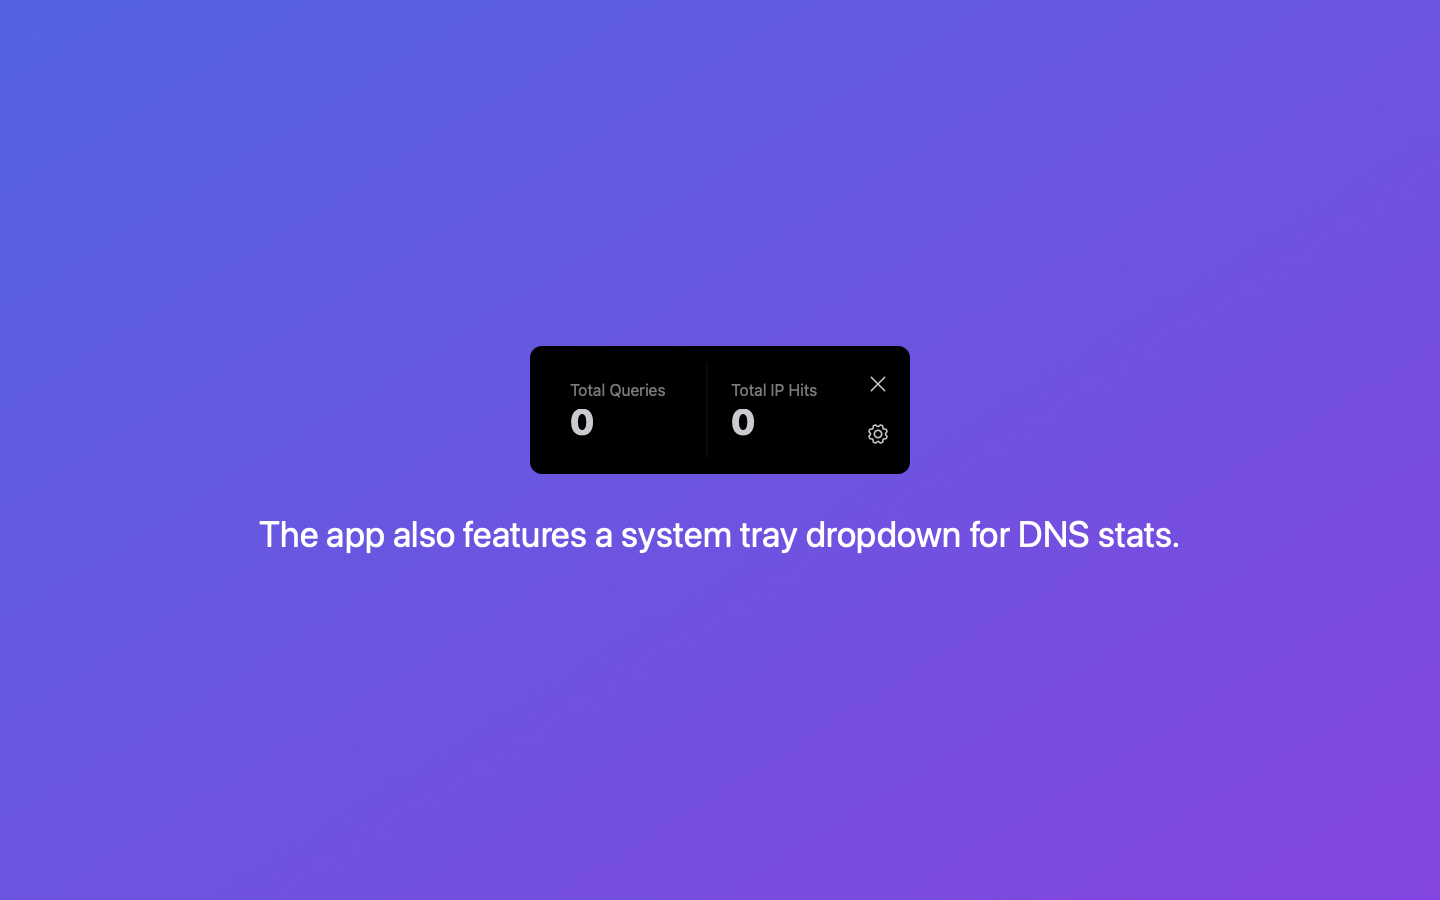 Total Queries
0
Total IP Hits
0
The app also features a system tray dropdown for DNS stats.